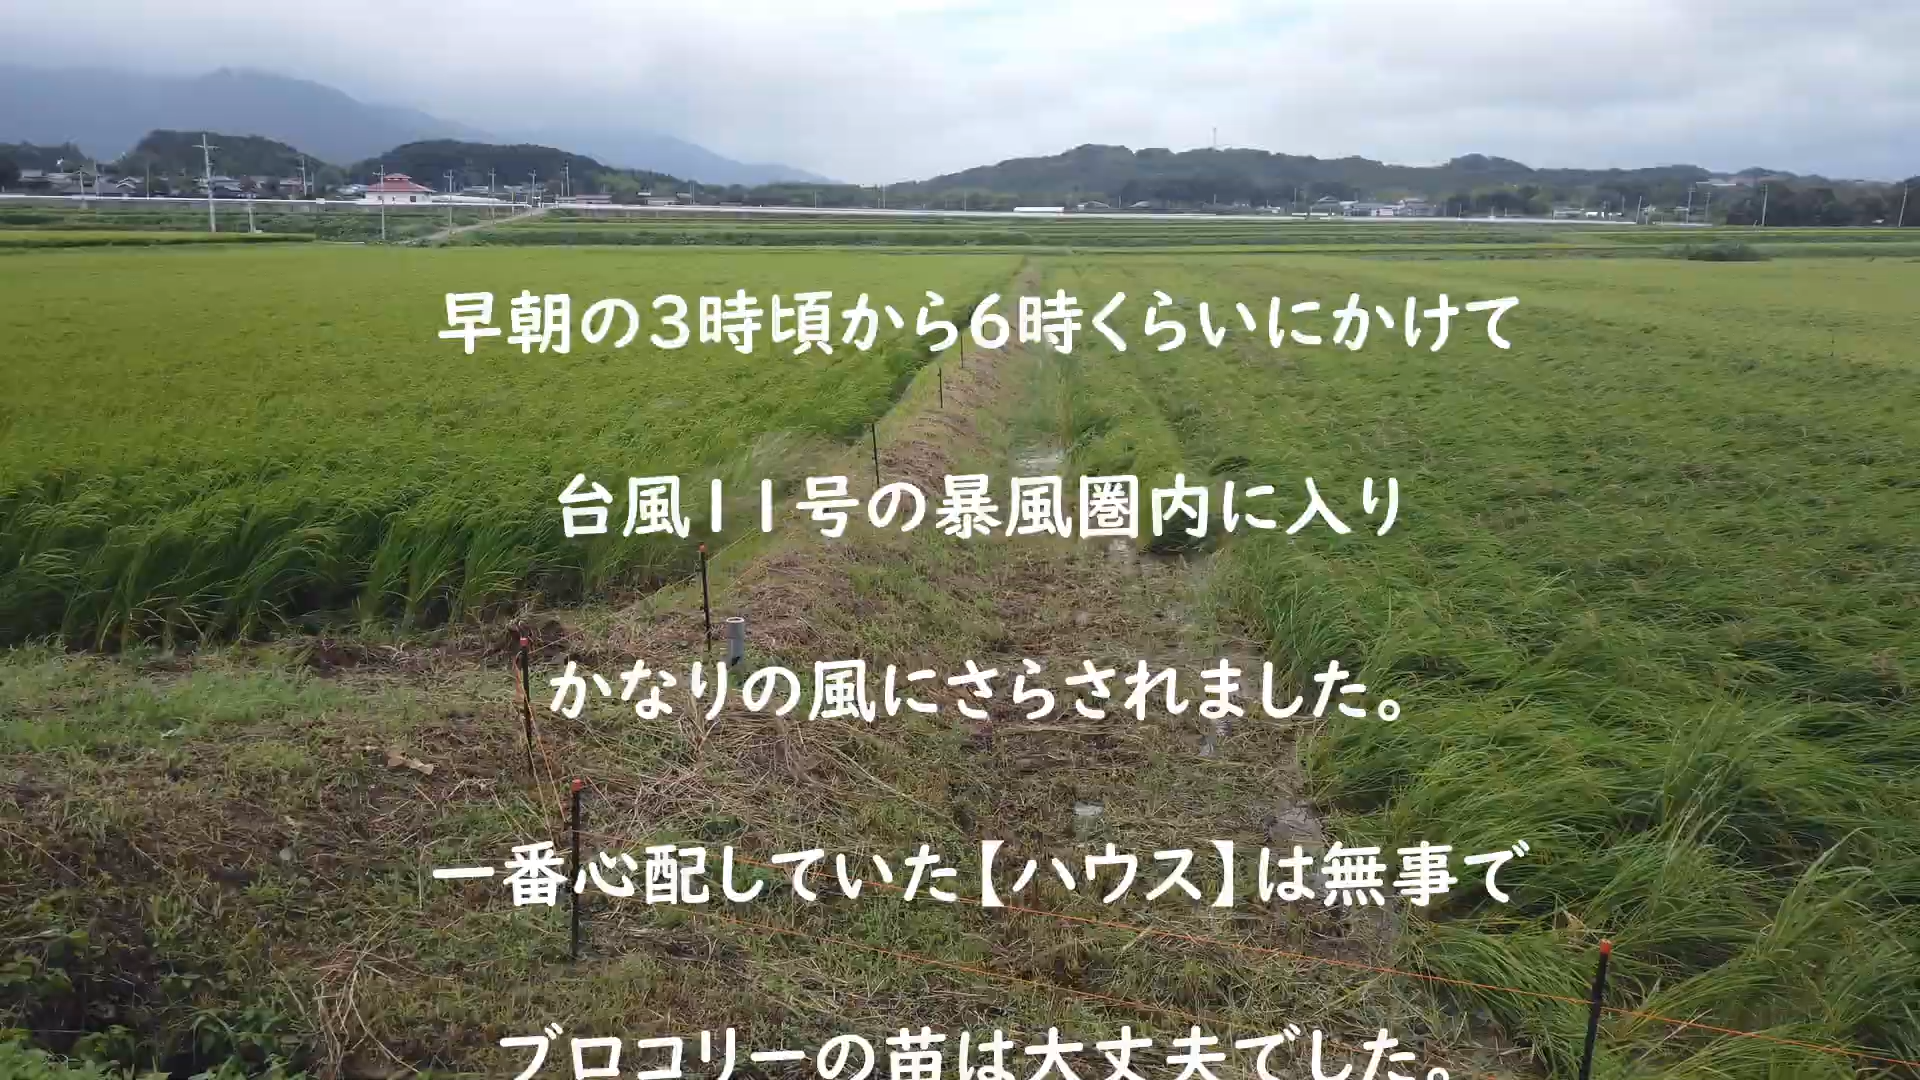 早朝の3時頃から6時くらいにかけて
台風11号の暴風圏内に入り
かなりの風にさらされました。
一番心配していた【ハウス】は無事で
ブロコリーの苗は大丈夫でした。